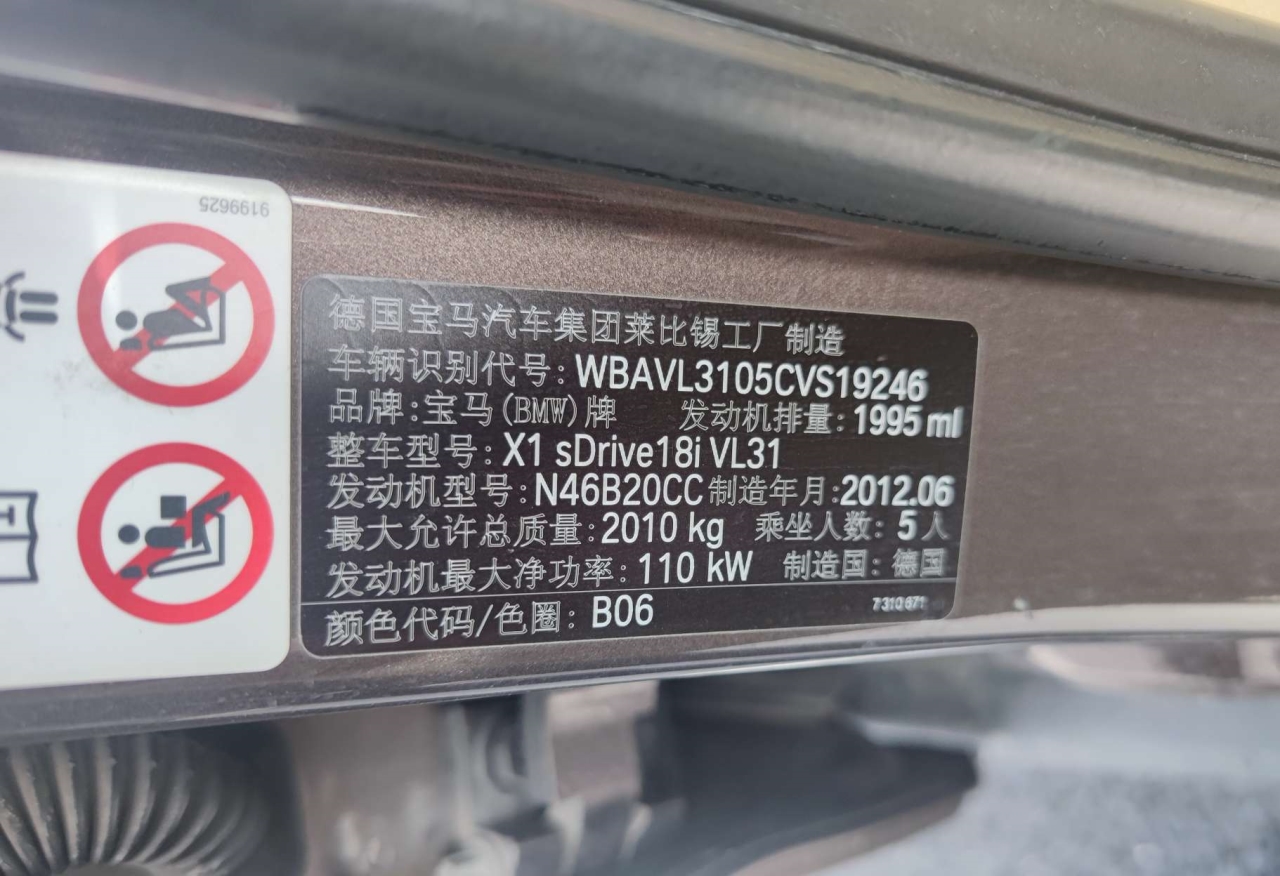 9199625
德国宝马汽车集团莱比锡工厂制造
车辆识别代号:WBAVL3105CVS19246
品牌:宝马(BMW)牌 发动机排量:1995 ml
整车型号:X1 sDrive18i VL31
发动机型号:N46B20CC 制造年月:2012.06
最大允许总质量:2010 kg 乘坐人数:5人
发动机最大净功率:110 kW 制造国:德国
颜色代码/色圈:B06 7310671